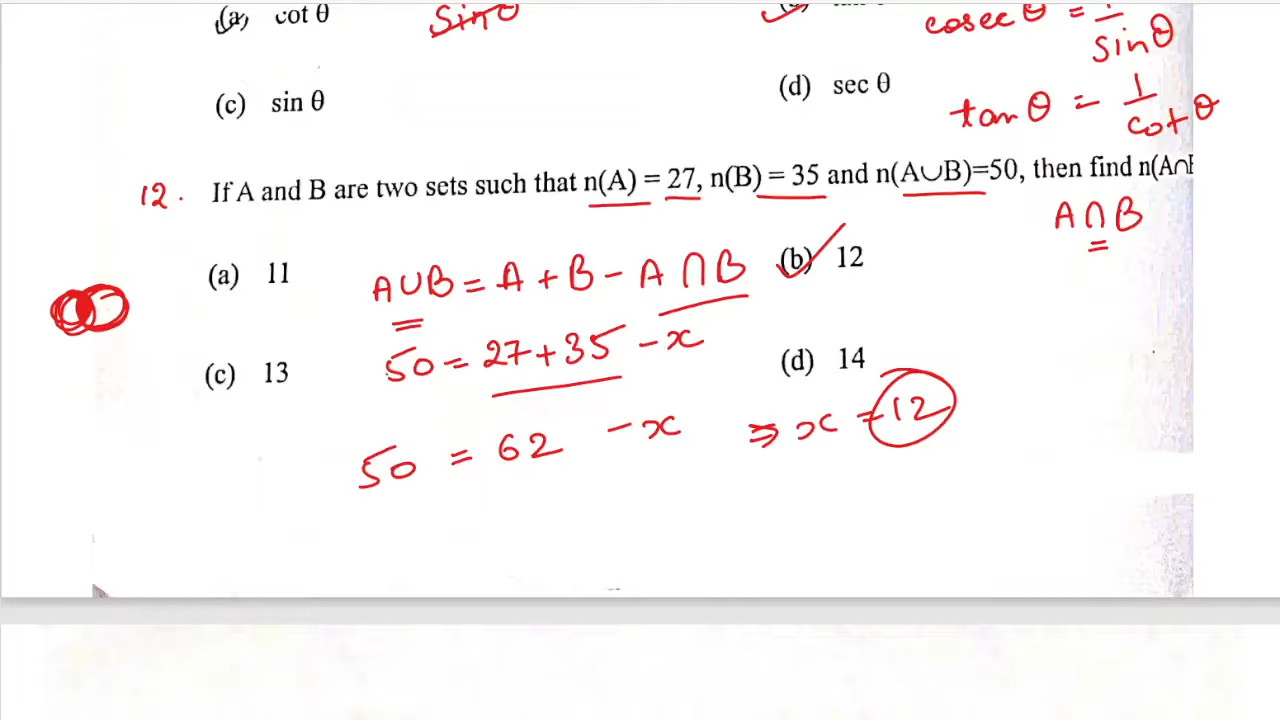 (a) cot θ
sin θ
cosec θ = 1
sin θ
(c) sin θ
(d) sec θ
tan θ = 1
cot θ
12. If A and B are two sets such that n(A) = 27, n(B) = 35 and n(A∪B)=50, then find n(A∩B
A ∩ B
(a) 11
A∪B = A + B - A ∩ B
(b) 12
50 = 27+35 - x
(c) 13
(d) 14
50 = 62 - x ⇒ x = 12